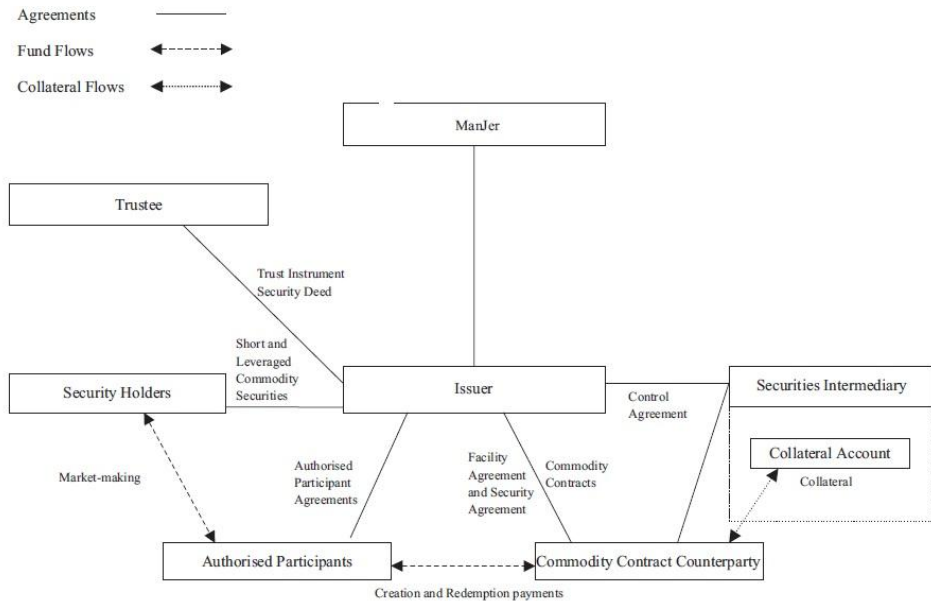 Agreements
Fund Flows
Collateral Flows
ManJer
Trustee
Trust Instrument
Security Deed
Short and
Leveraged
Commodity
Securities
Security Holders
Issuer
Securities Intermediary
Control
Agreement
Collateral Account
Collateral
Market-making
Authorised
Participant
Agreements
Facility
Agreement
and Security
Agreement
Commodity
Contracts
Authorised Participants
Commodity Contract Counterparty
Creation and Redemption payments